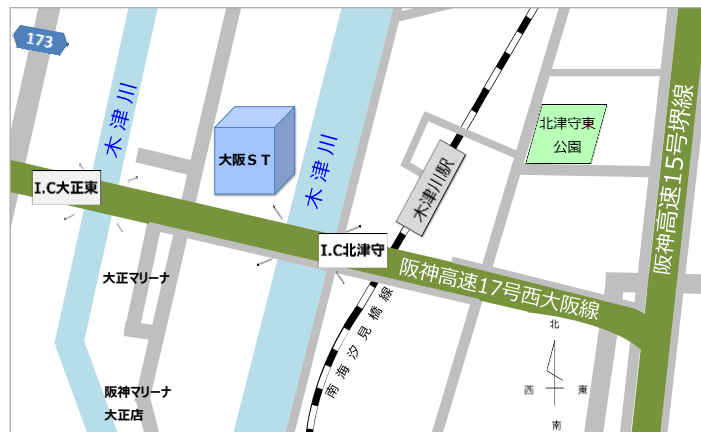 173
木津川
大阪ST
木津川
北津守東
公園
木津川駅
阪神高速15号堺線
I.C大正東
I.C北津守
阪神高速17号西大阪線
大正マリーナ
南海汐見橋線
阪神マリーナ
大正店
北
西
東
南